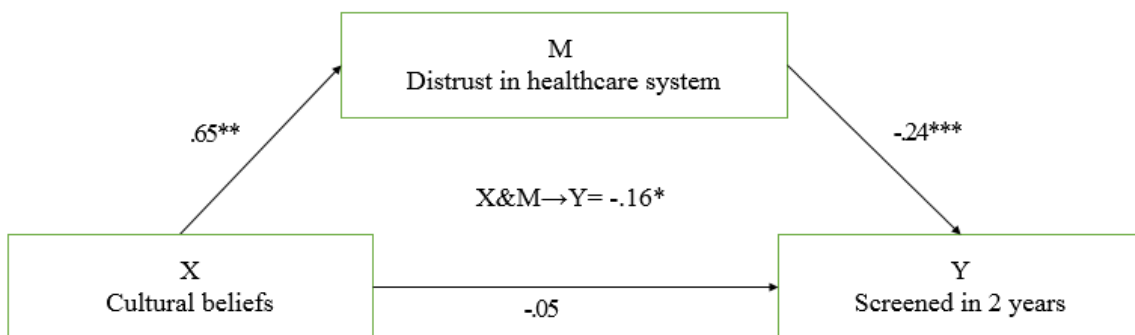 M
Distrust in healthcare system
.65**
-.24***
X&M→Y= -.16*
X
Cultural beliefs
-.05
Y
Screened in 2 years